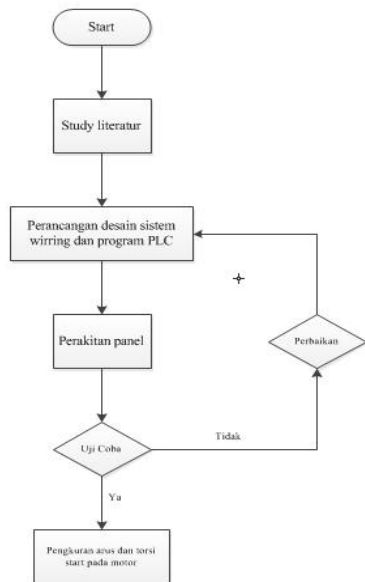 Start
Study literatur
Perancangan desain sistem
wirring dan program PLC
Perakitan panel
Perbaikan
Uji Coba
Tidak
Ya
Pengkuran arus dan torsi
start pada motor